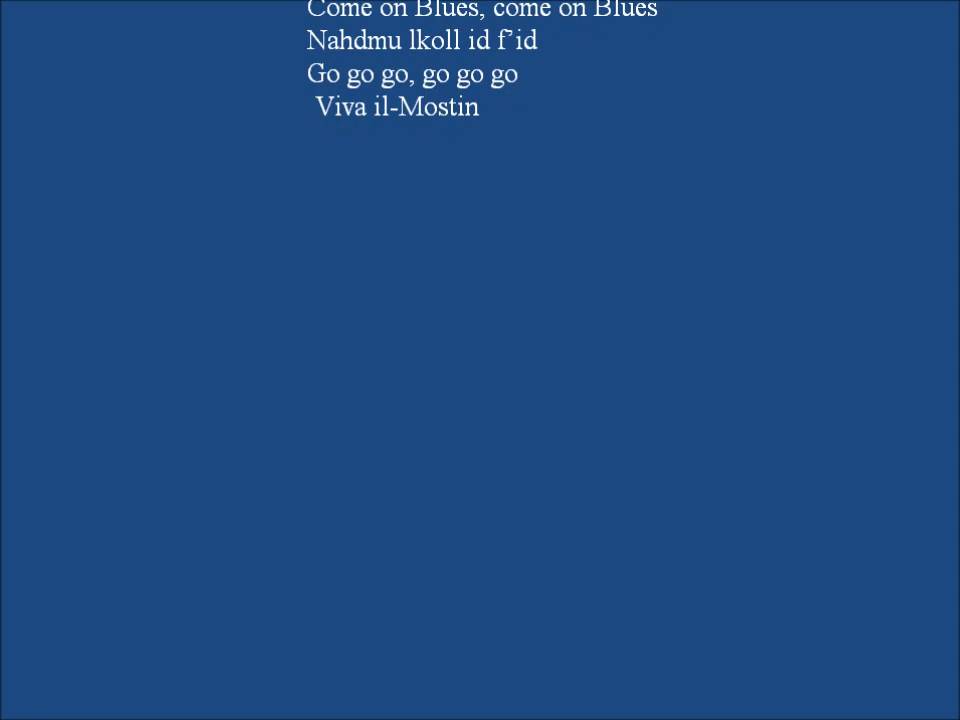 Come on Blues, come on Blues
Nahdmu lkoll id f’id
Go go go, go go go
Viva il-Mostin